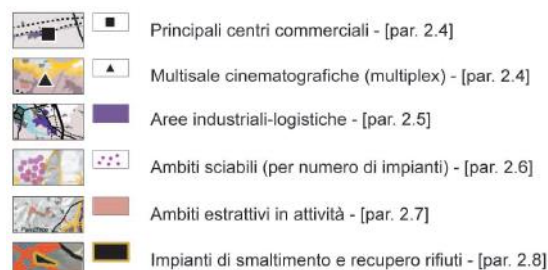 Principali centri commerciali - [par. 2.4]
Multisale cinematografiche (multiplex) - [par. 2.4]
Aree industriali-logistiche - [par. 2.5]
Ambiti sciabili (per numero di impianti) - [par. 2.6]
Ambiti estrattivi in attività - [par. 2.7]
Impianti di smaltimento e recupero rifiuti - [par. 2.8]